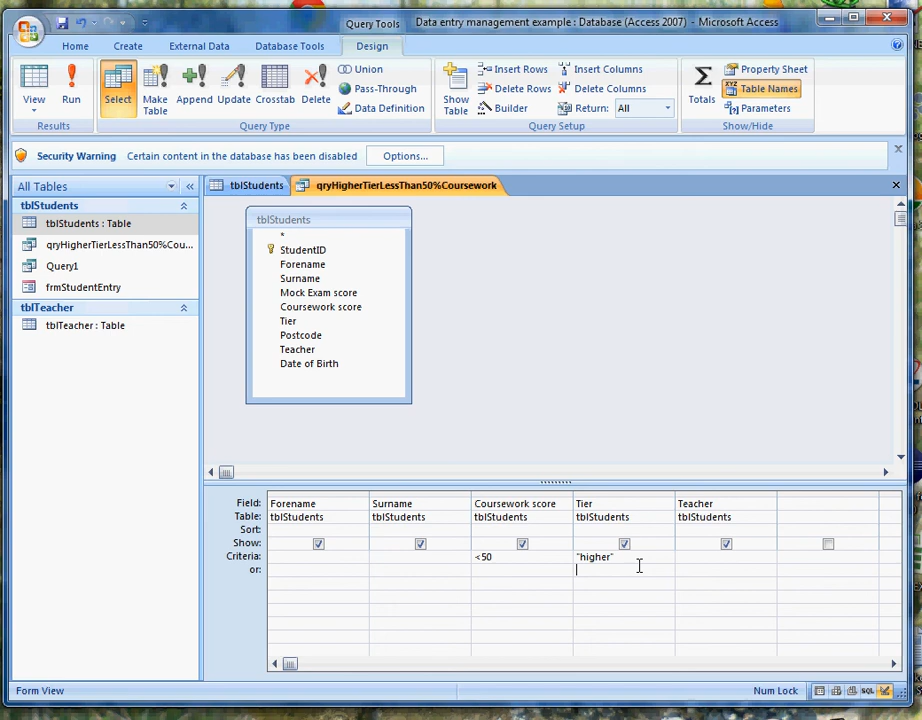 Query Tools
Data entry management example : Database (Access 2007) - Microsoft Access
Home
Create
External Data
Database Tools
Design
View
Run
Select
Make Table
Append
Update
Crosstab
Delete
Union
Pass-Through
Data Definition
Show Table
Insert Rows
Delete Rows
Builder
Insert Columns
Delete Columns
Return: All
Totals
Property Sheet
XYZ Table Names
Parameters
Results
Query Type
Query Setup
Show/Hide
Security Warning Certain content in the database has been disabled Options...
All Tables
tblStudents
tblStudents : Table
qryHigherTierLessThan50%Cou...
Query1
frmStudentEntry
tblTeacher
tblTeacher : Table
tblStudents
qryHigherTierLessThan50%Coursework
tblStudents
*
StudentID
Forename
Surname
Mock Exam score
Coursework score
Tier
Postcode
Teacher
Date of Birth
Field: Forename Surname Coursework score Tier Teacher
Table: tblStudents tblStudents tblStudents tblStudents tblStudents
Sort:
Show:
Criteria: <50 "higher"
or:
Form View
Num Lock
SQL